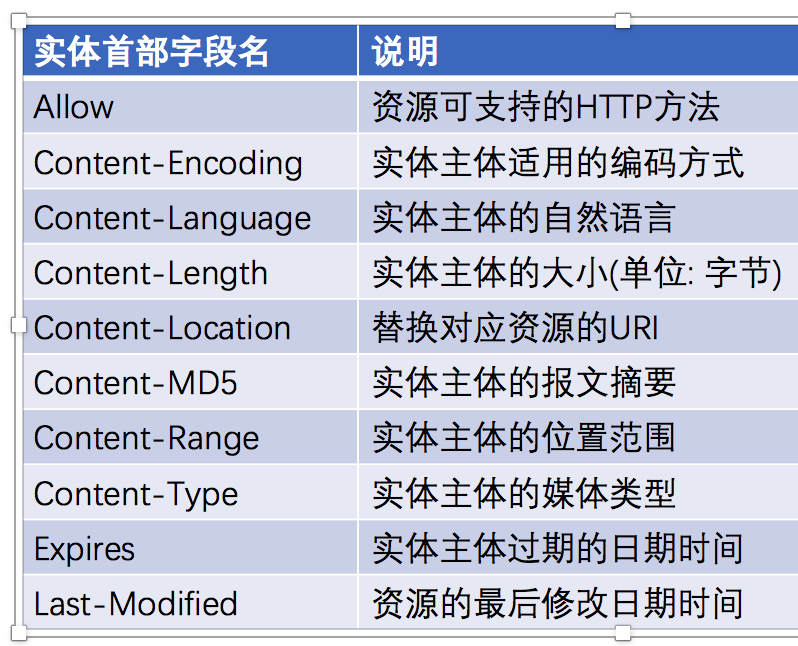 实体首部字段名 说明
Allow 资源可支持的HTTP方法
Content-Encoding 实体主体适用的编码方式
Content-Language 实体主体的自然语言
Content-Length 实体主体的大小(单位: 字节)
Content-Location 替换对应资源的URI
Content-MD5 实体主体的报文摘要
Content-Range 实体主体的位置范围
Content-Type 实体主体的媒体类型
Expires 实体主体过期的日期时间
Last-Modified 资源的最后修改日期时间